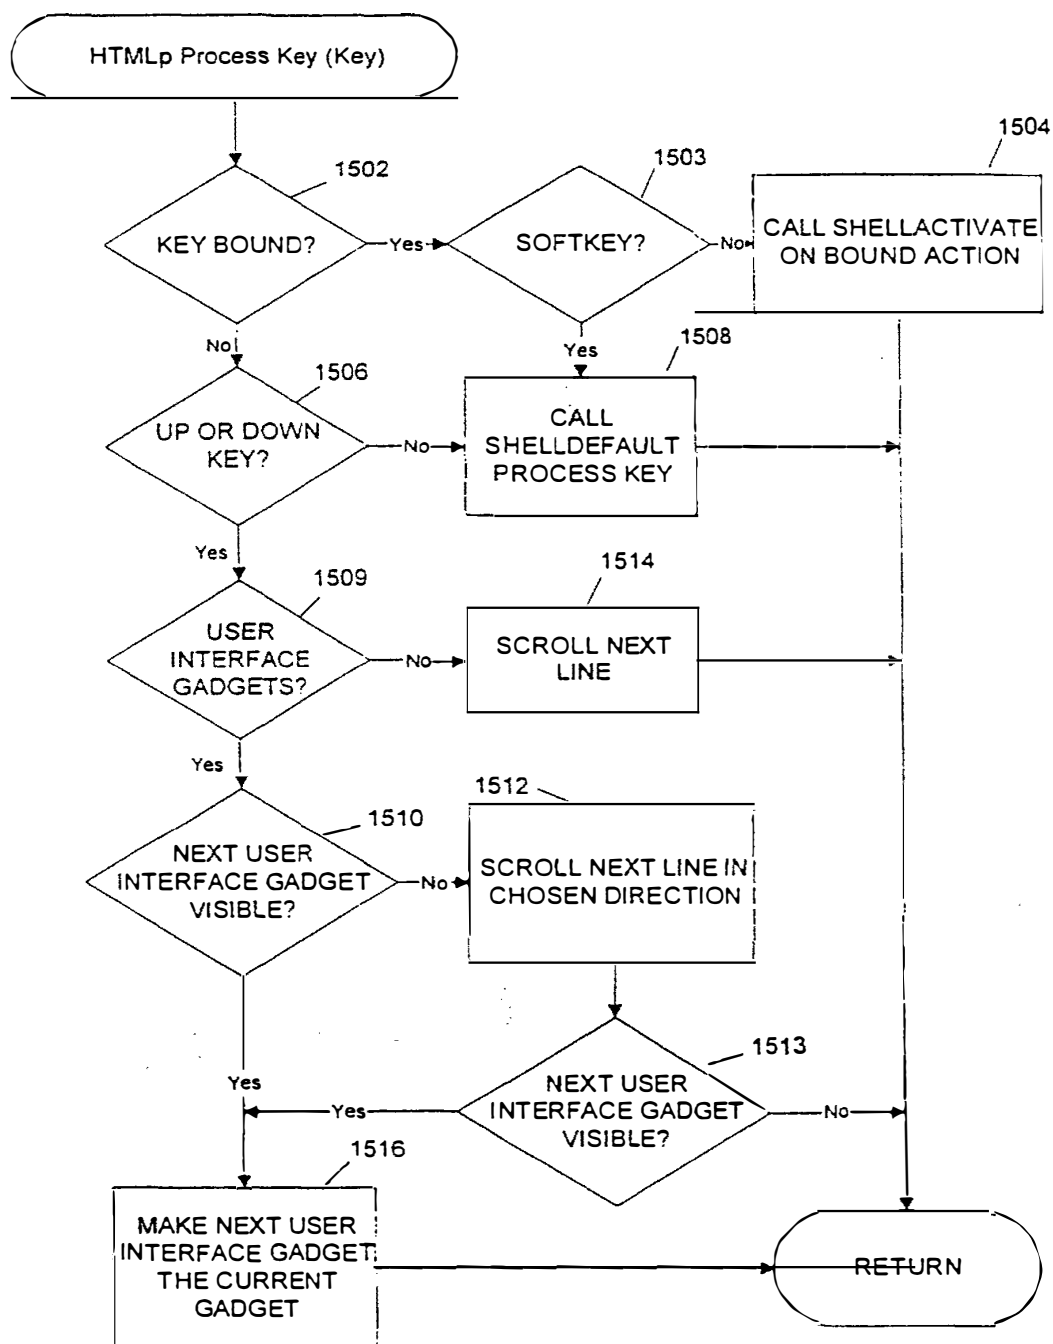 HTMLp Process Key (Key)
1502
1503
1504
KEY BOUND?
Yes
SOFTKEY?
No
CALL SHELLACTIVATE
ON BOUND ACTION
No
Yes
1506
1508
UP OR DOWN
KEY?
No
CALL
SHELLDEFAULT
PROCESS KEY
Yes
1509
1514
USER
INTERFACE
GADGETS?
No
SCROLL NEXT
LINE
Yes
1510
1512
NEXT USER
INTERFACE GADGET
VISIBLE?
No
SCROLL NEXT LINE IN
CHOSEN DIRECTION
1513
Yes
NEXT USER
INTERFACE GADGET
VISIBLE?
Yes
No
1516
MAKE NEXT USER
INTERFACE GADGET
THE CURRENT
GADGET
RETURN